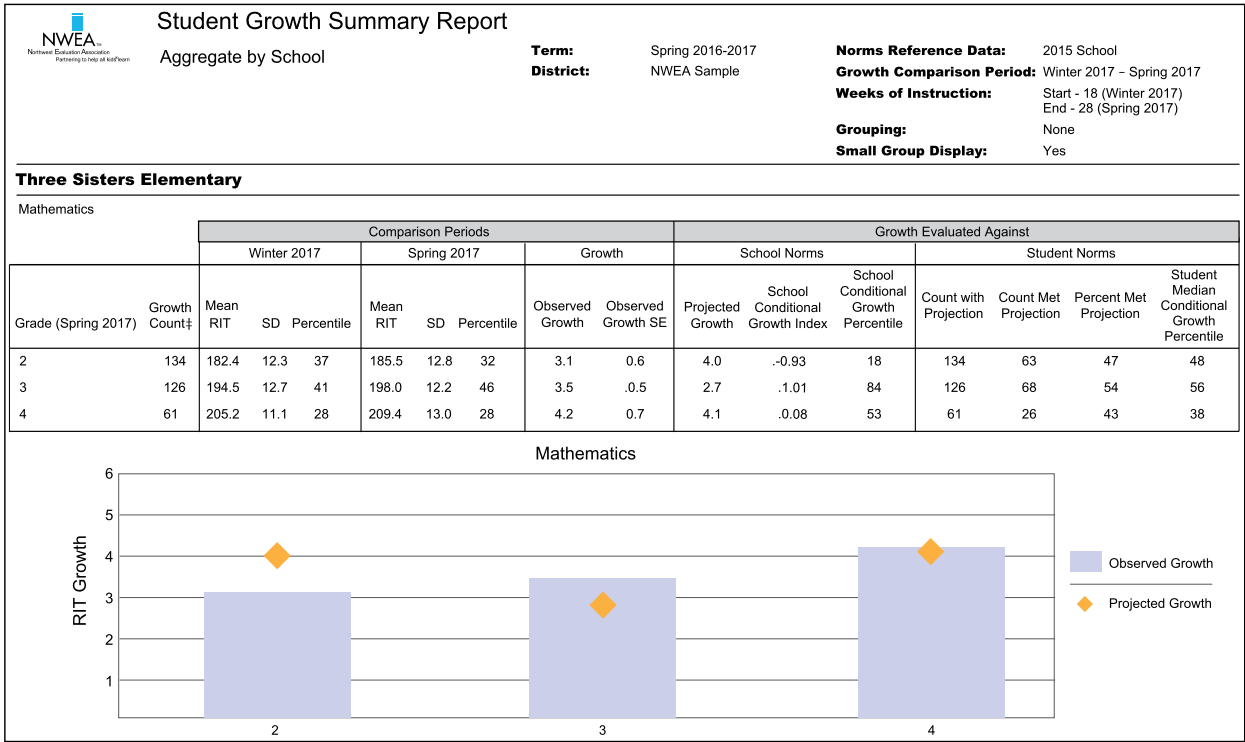 NWEA™
Northwest Evaluation Association
Partnering to help all kids learn
Student Growth Summary Report
Aggregate by School
Term: Spring 2016-2017
District: NWEA Sample
Norms Reference Data: 2015 School
Growth Comparison Period: Winter 2017 – Spring 2017
Weeks of Instruction: Start - 18 (Winter 2017)
End - 28 (Spring 2017)
Grouping: None
Small Group Display: Yes
Three Sisters Elementary
Mathematics
Comparison Periods Growth Evaluated Against
Winter 2017 Spring 2017 Growth School Norms Student Norms
Grade (Spring 2017) Growth Count‡ Mean RIT SD Percentile Mean RIT SD Percentile Observed Growth Observed Growth SE Projected Growth School Conditional Growth Index School Conditional Growth Percentile Count with Projection Count Met Projection Percent Met Projection Student Median Conditional Growth Percentile
2 134 182.4 12.3 37 185.5 12.8 32 3.1 0.6 4.0 .-0.93 18 134 63 47 48
3 126 194.5 12.7 41 198.0 12.2 46 3.5 .0.5 2.7 .1.01 84 126 68 54 56
4 61 205.2 11.1 28 209.4 13.0 28 4.2 0.7 4.1 .0.08 53 61 26 43 38
Mathematics
RIT Growth
6
5
4
3
2
1
2 3 4
Observed Growth
Projected Growth